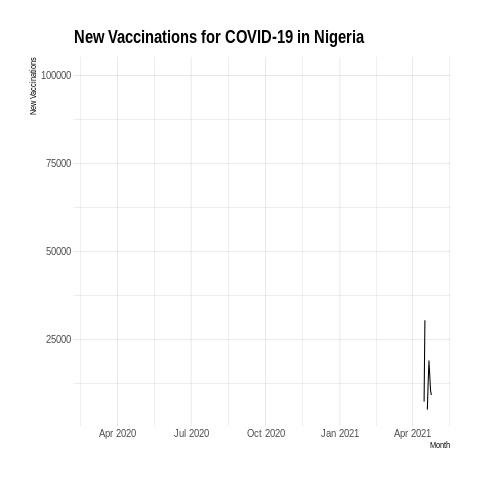 New Vaccinations for COVID-19 in Nigeria
New Vaccinations
100000
75000
50000
25000
Apr 2020
Jul 2020
Oct 2020
Jan 2021
Apr 2021
Month